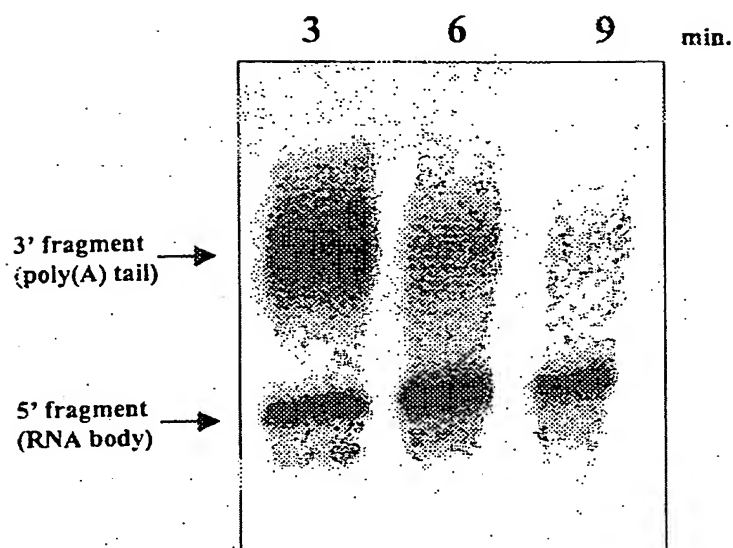 3 6 9 min.
3' fragment
(poly(A) tail)
5' fragment
(RNA body)